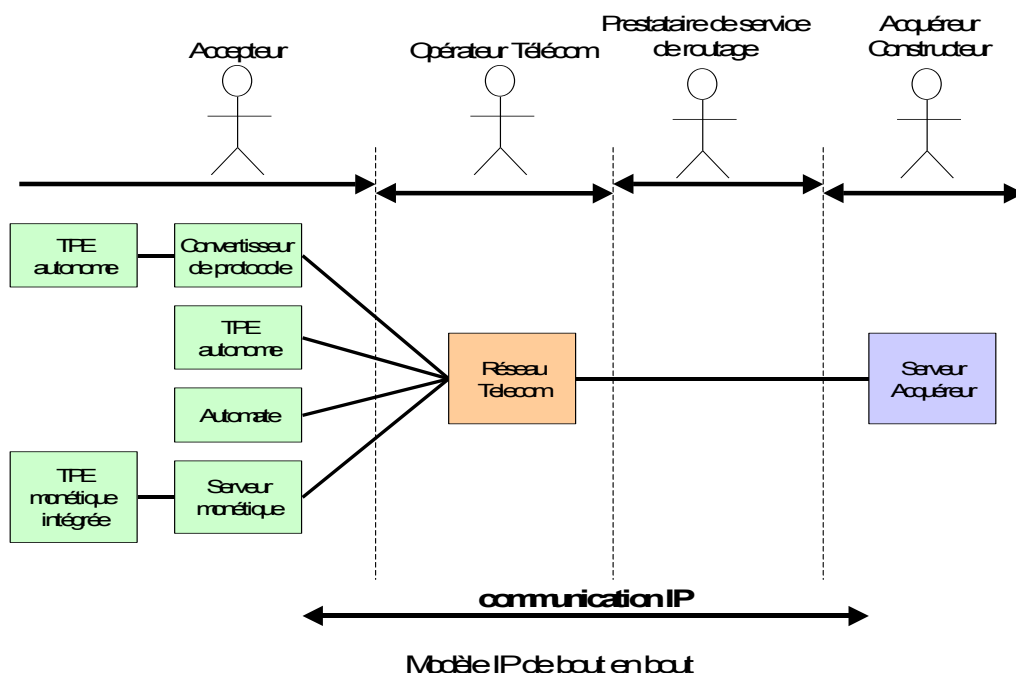 Accepteur
Opérateur Télécom
Prestataire de service
de routage
Acquéreur
Constructeur
TPE
autonome
Convertisseur
de protocole
TPE
autonome
Automate
TPE
monétique
intégrée
Serveur
monétique
Réseau
Telecom
Serveur
Acquéreur
communication IP
Modèle IP de bout en bout